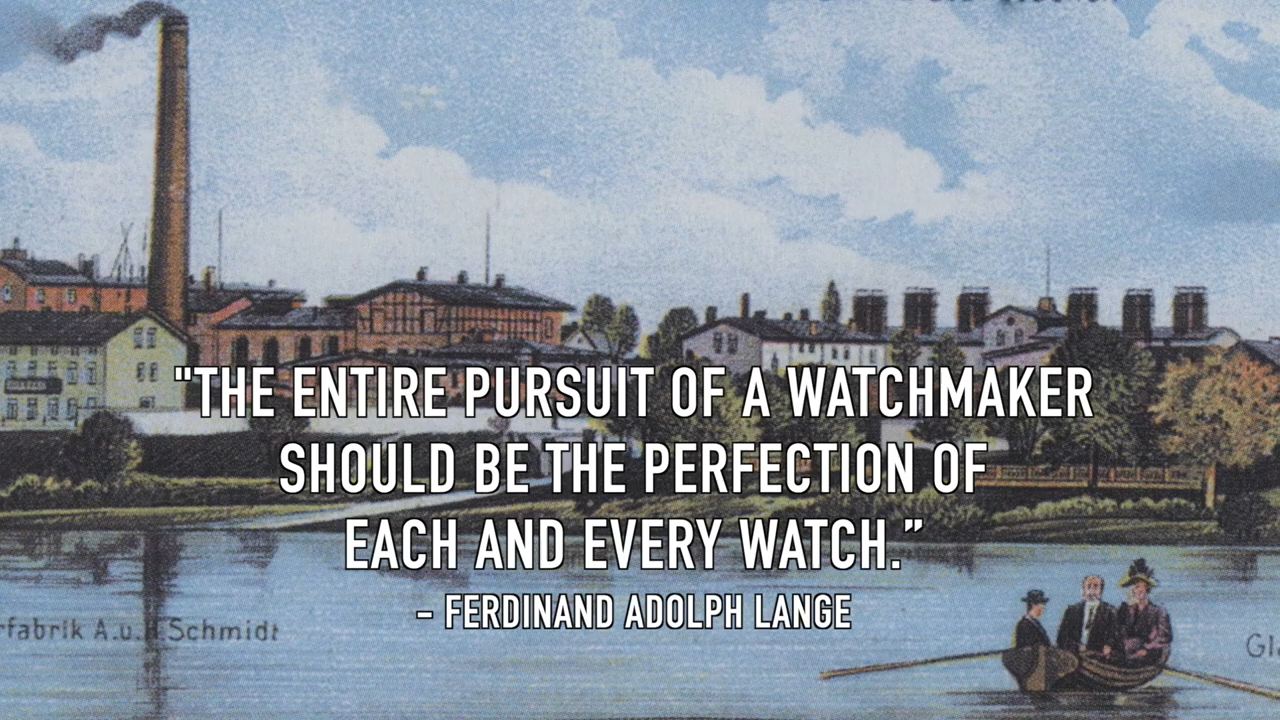 "THE ENTIRE PURSUIT OF A WATCHMAKER
SHOULD BE THE PERFECTION OF
EACH AND EVERY WATCH.”
– FERDINAND ADOLPH LANGE
rfabrik A.u. Schmidt